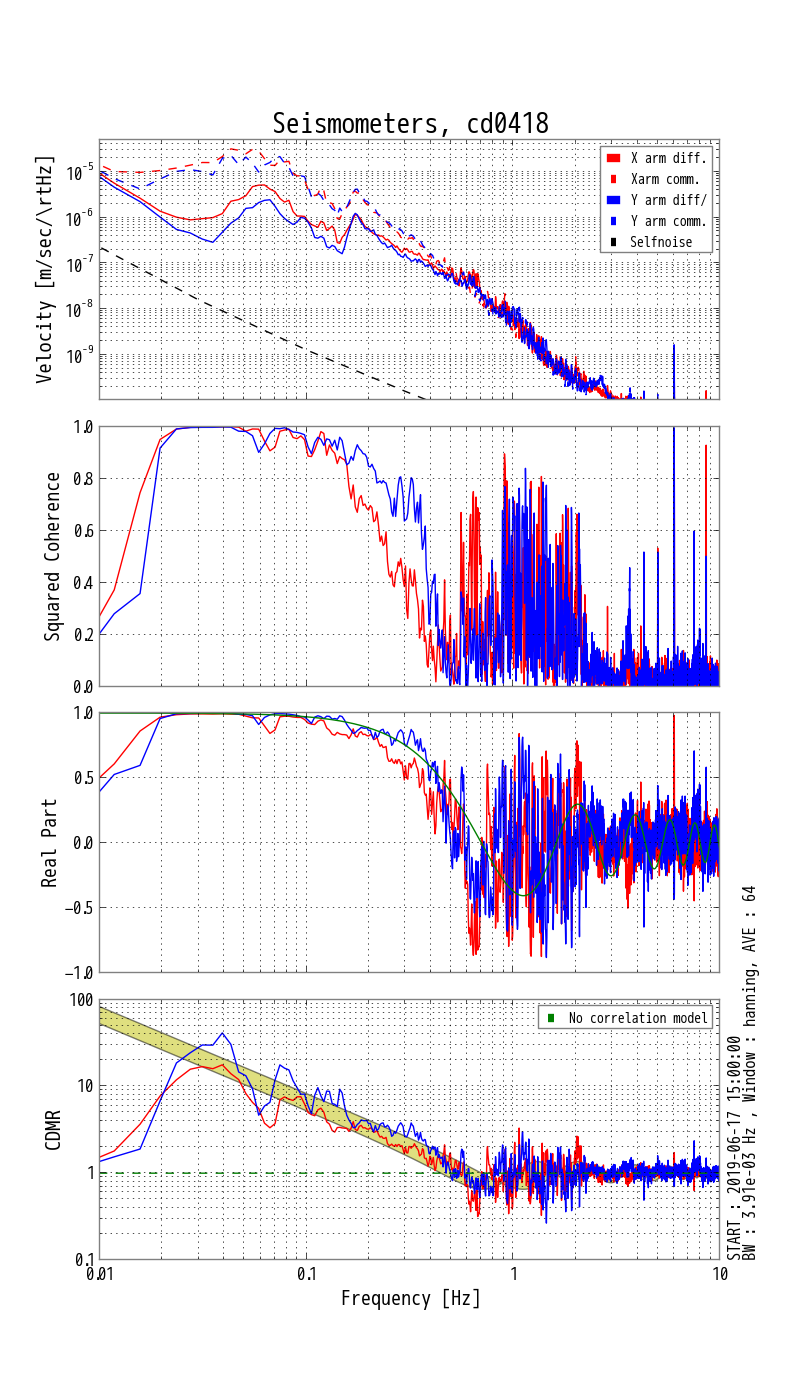 Seismometers, cd0418
Velocity [m/sec/\rtHz]
10^-5
10^-6
10^-7
10^-8
10^-9
X arm diff.
Xarm comm.
Y arm diff/
Y arm comm.
Selfnoise
Squared Coherence
1.0
0.8
0.6
0.4
0.2
0.0
Real Part
1.0
0.5
0.0
−0.5
−1.0
CDMR
100
10
1
0.1
No correlation model
0.01 0.1 1 10
Frequency [Hz]
START : 2019-06-17 15:00:00
BW : 3.91e-03 Hz , Window : hanning, AVE : 64